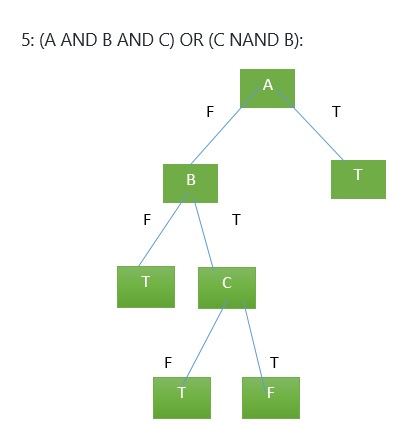 5: (A AND B AND C) OR (C NAND B):
A
F T
B T
F T
T C
F T
T F